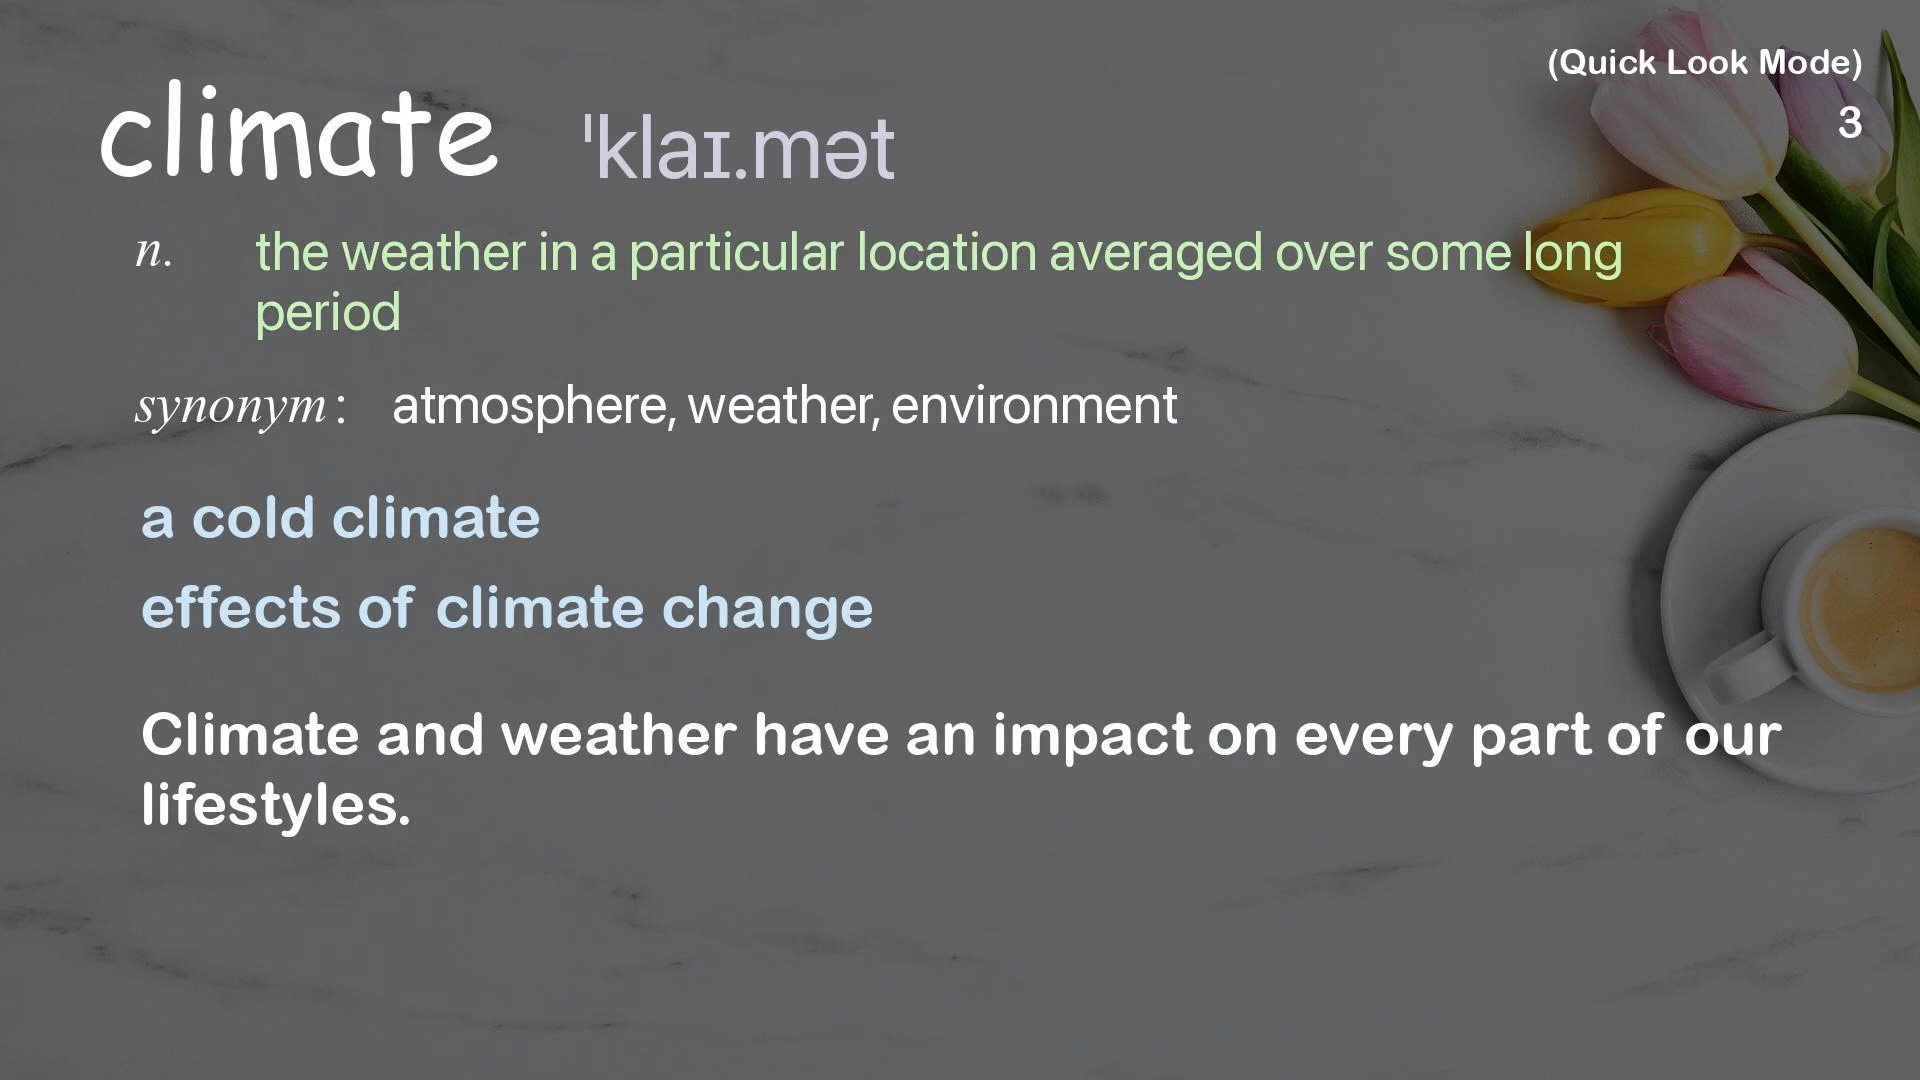 (Quick Look Mode)
3
climate ˈklaɪ.mət
n. the weather in a particular location averaged over some long
period
synonym: atmosphere, weather, environment
a cold climate
effects of climate change
Climate and weather have an impact on every part of our
lifestyles.